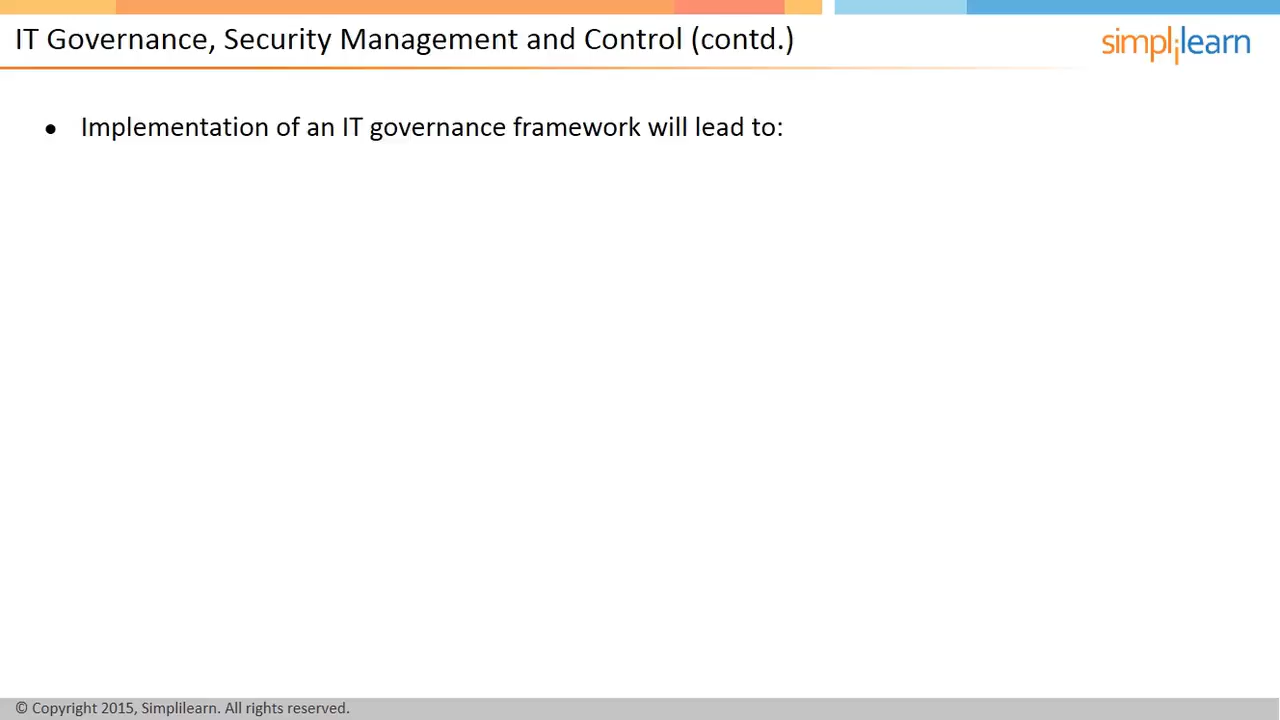 IT Governance, Security Management and Control (contd.)
simplilearn
● Implementation of an IT governance framework will lead to:
© Copyright 2015, Simplilearn. All rights reserved.